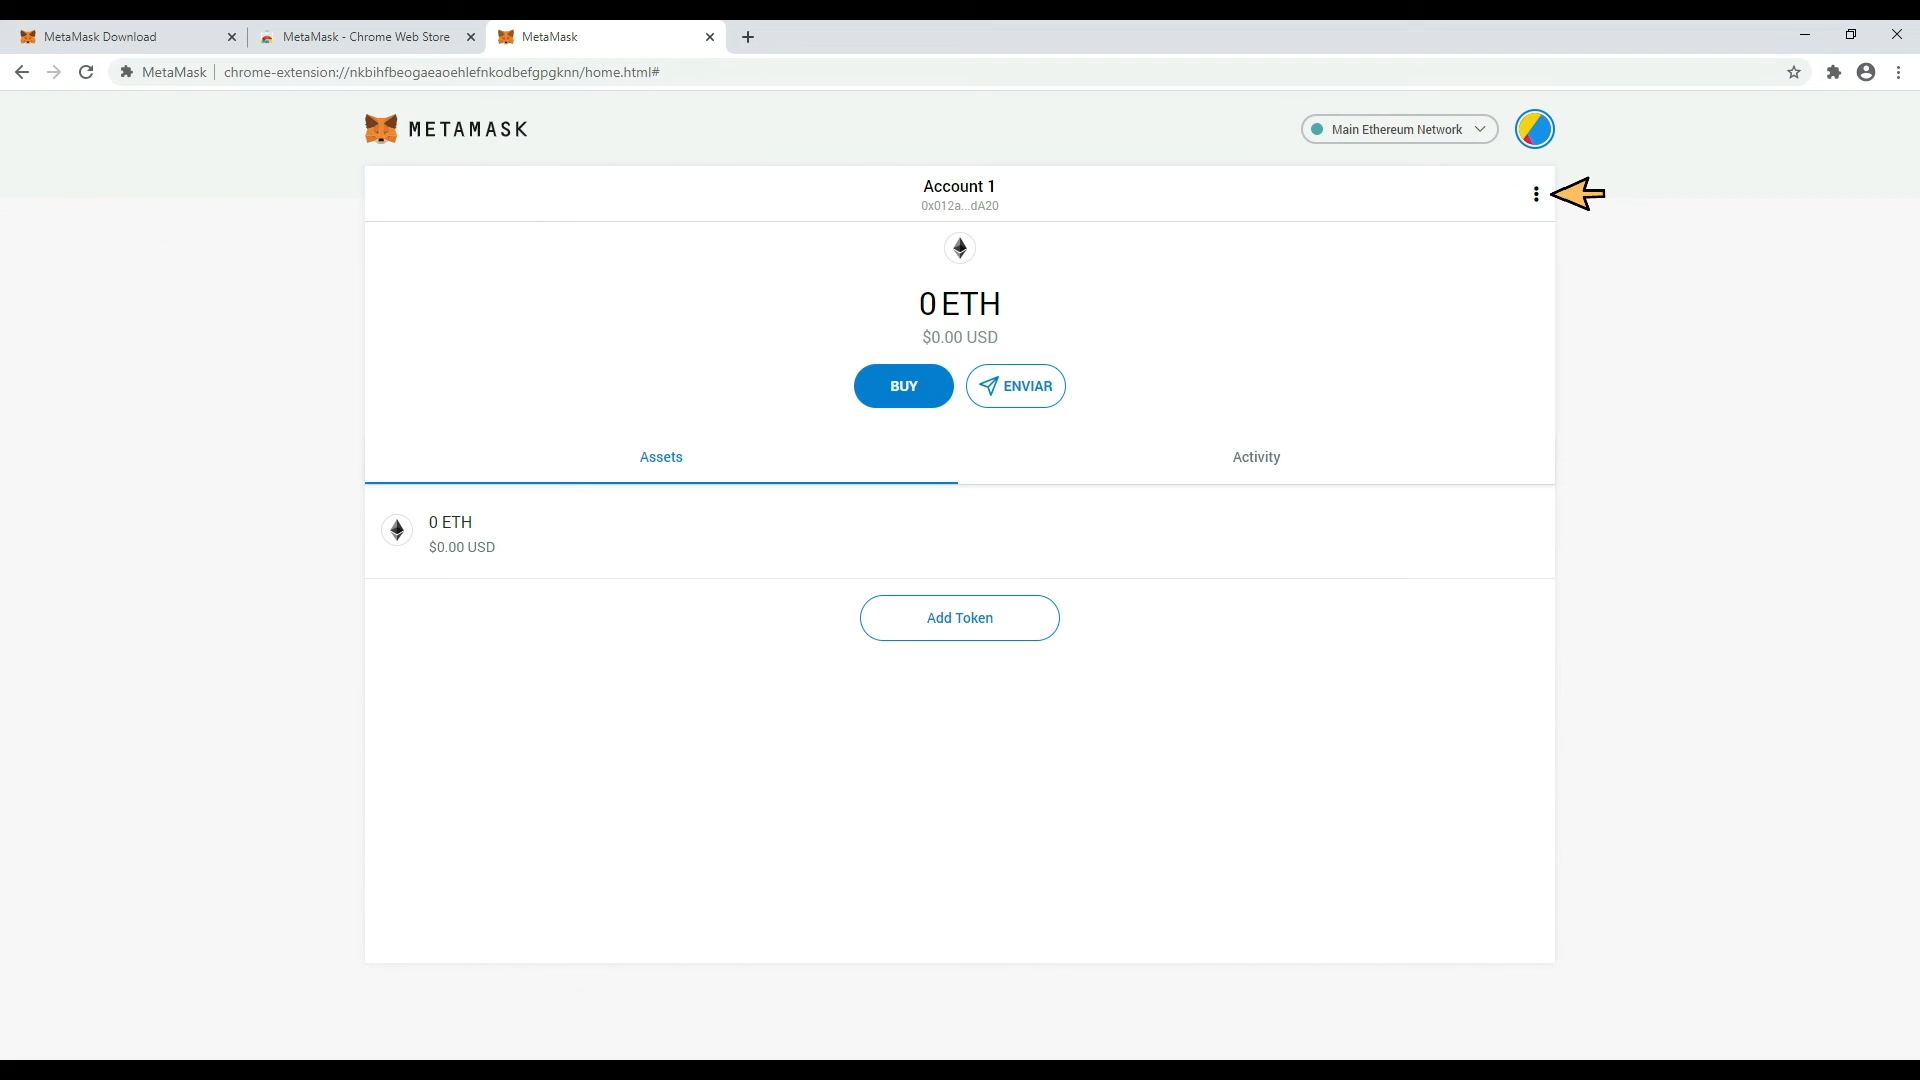 MetaMask Download
MetaMask - Chrome Web Store
MetaMask
MetaMask
chrome-extension://nkbihfbeogaeaoehlefnkodbefgpgknn/home.html#
METAMASK
Main Ethereum Network
Account 1
0x012a...dA20
0 ETH
$0.00 USD
BUY
ENVIAR
Assets
Activity
0 ETH
$0.00 USD
Add Token